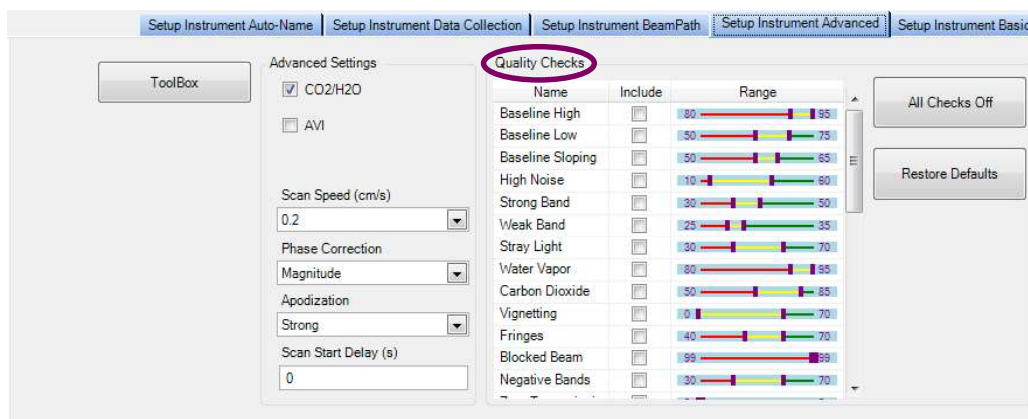 Setup Instrument Auto-Name Setup Instrument Data Collection Setup Instrument BeamPath Setup Instrument Advanced Setup Instrument Basic
ToolBox
Advanced Settings
CO2/H2O
AVI
Scan Speed (cm/s)
0.2
Phase Correction
Magnitude
Apodization
Strong
Scan Start Delay (s)
0
Quality Checks
Name Include Range
Baseline High 80 95
Baseline Low 50 75
Baseline Sloping 50 65
High Noise 10 60
Strong Band 30 50
Weak Band 25 35
Stray Light 30 70
Water Vapor 80 95
Carbon Dioxide 50 85
Vignetting 0 70
Fringes 40 70
Blocked Beam 99 99
Negative Bands 30 70
All Checks Off
Restore Defaults